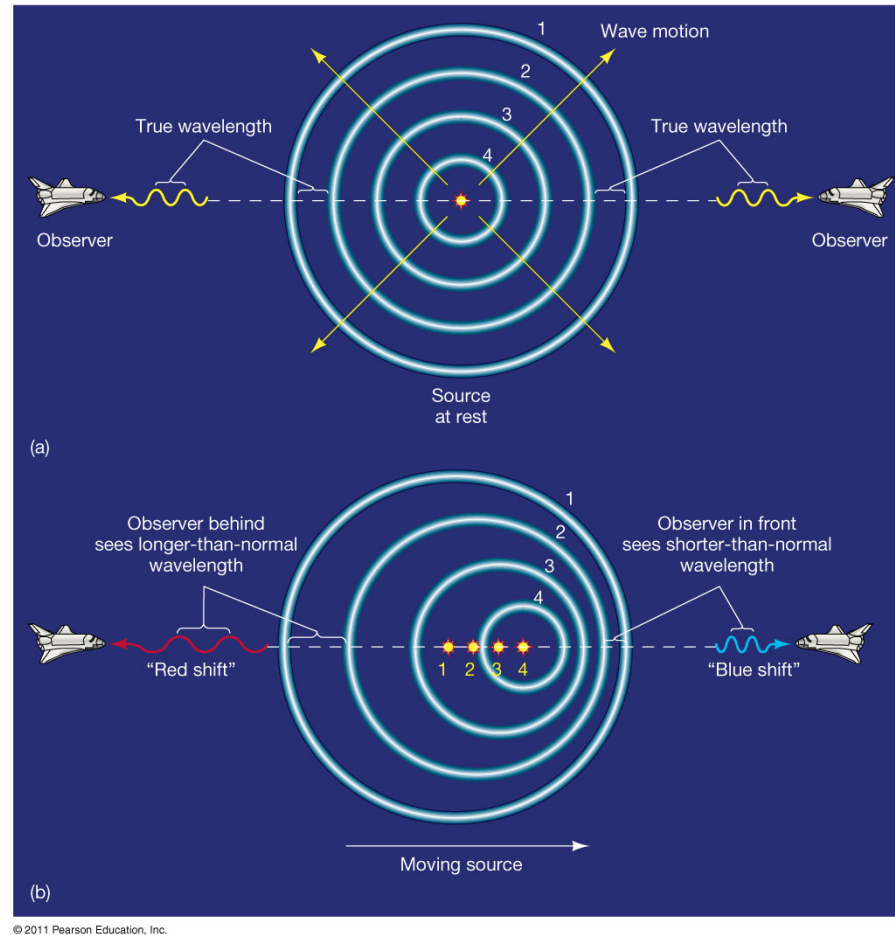 1
Wave motion
2
True wavelength
3
True wavelength
4
Observer
Observer
Source
at rest
(a)
1
Observer behind
sees longer-than-normal
wavelength
2
Observer in front
sees shorter-than-normal
wavelength
3
4
"Red shift"
1 2 3 4
"Blue shift"
Moving source
(b)
© 2011 Pearson Education, Inc.